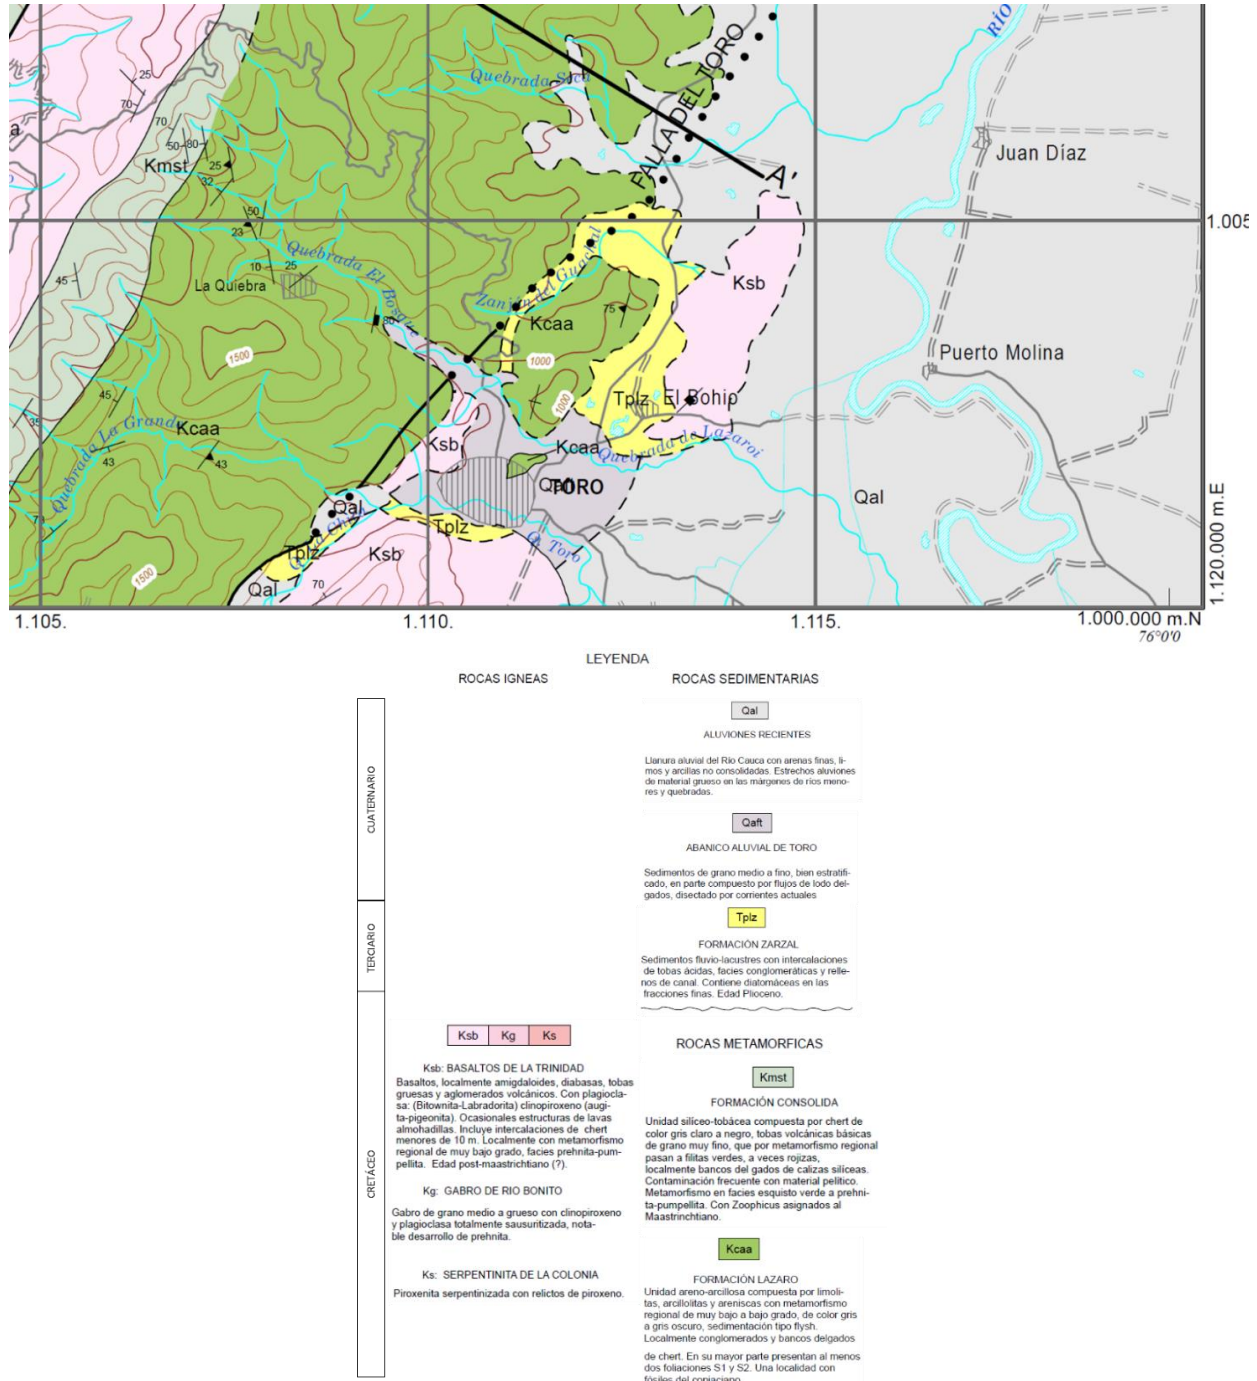 RÍO
FALLA DEL TORO
Quebrada Seca
25
70
70
50
80
Kmst
25
32
A'
Juan Díaz
50
23
1.005
Quebrada El Bosque
10
25
La Quiebra
45
Zanjón del Guachal
Ksb
75
80
Kcaa
1500
1000
Puerto Molina
45
1000
Tplz
El Bohio
35
Quebrada La Grande
Kcaa
43
43
Ksb
Kcaa
Quebrada de Lazaroi
TORO
Qal
Qal
Tplz
Q. Toro
Tplz
Ksb
1500
Qal
70
1.120.000 m.E
1.105.
1.110.
1.115.
1.000.000 m.N
76°0'0
LEYENDA
ROCAS IGNEAS
ROCAS SEDIMENTARIAS
CUATERNARIO
Qal
ALUVIONES RECIENTES
Llanura aluvial del Río Cauca con arenas finas, li-
mos y arcillas no consolidadas. Estrechos aluviones
de material grueso en las márgenes de ríos meno-
res y quebradas.
Qaft
ABANICO ALUVIAL DE TORO
Sedimentos de grano medio a fino, bien estratifi-
cado, en parte compuesto por flujos de lodo del-
gados, disectado por corrientes actuales
TERCIARIO
Tplz
FORMACIÓN ZARZAL
Sedimentos fluvio-lacustres con intercalaciones
de tobas ácidas, facies conglomeráticas y relle-
nos de canal. Contiene diatomáceas en las
fracciones finas. Edad Plioceno.
CRETÁCEO
Ksb Kg Ks
Ksb: BASALTOS DE LA TRINIDAD
Basaltos, localmente amigdaloides, diabasas, tobas
gruesas y aglomerados volcánicos. Con plagiocla-
sa: (Bitownita-Labradorita) clinopiroxeno (augi-
ta-pigeonita). Ocasionales estructuras de lavas
almohadillas. Incluye intercalaciones de chert
menores de 10 m. Localmente con metamorfismo
regional de muy bajo grado, facies prehnita-pum-
pellita. Edad post-maastrichtiano (?).
Kg: GABRO DE RIO BONITO
Gabro de grano medio a grueso con clinopiroxeno
y plagioclasa totalmente sausuritizada, nota-
ble desarrollo de prehnita.
Ks: SERPENTINITA DE LA COLONIA
Piroxenita serpentinizada con relictos de piroxeno.
ROCAS METAMORFICAS
Kmst
FORMACIÓN CONSOLIDA
Unidad silíceo-tobácea compuesta por chert de
color gris claro a negro, tobas volcánicas básicas
de grano muy fino, que por metamorfismo regional
pasan a filitas verdes, a veces rojizas,
localmente bancos del gados de calizas silíceas.
Contaminación frecuente con material pelítico.
Metamorfismo en facies esquisto verde a prehni-
ta-pumpellita. Con Zoophicus asignados al
Maastrinchtiano.
Kcaa
FORMACIÓN LAZARO
Unidad areno-arcillosa compuesta por limoli-
tas, arcillolitas y areniscas con metamorfismo
regional de muy bajo a bajo grado, de color gris
a gris oscuro, sedimentación tipo flysh.
Localmente conglomerados y bancos delgados
de chert. En su mayor parte presentan al menos
dos foliaciones S1 y S2. Una localidad con
fósiles del coniaciano